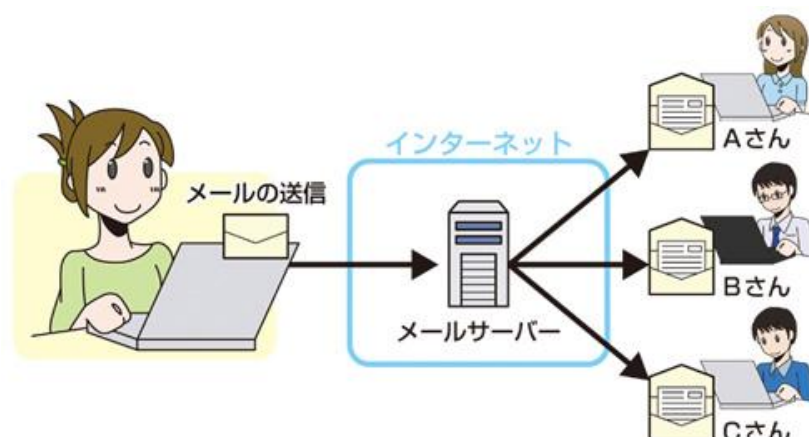 インターネット
メールの送信
メールサーバー
Aさん
Bさん
Cさん